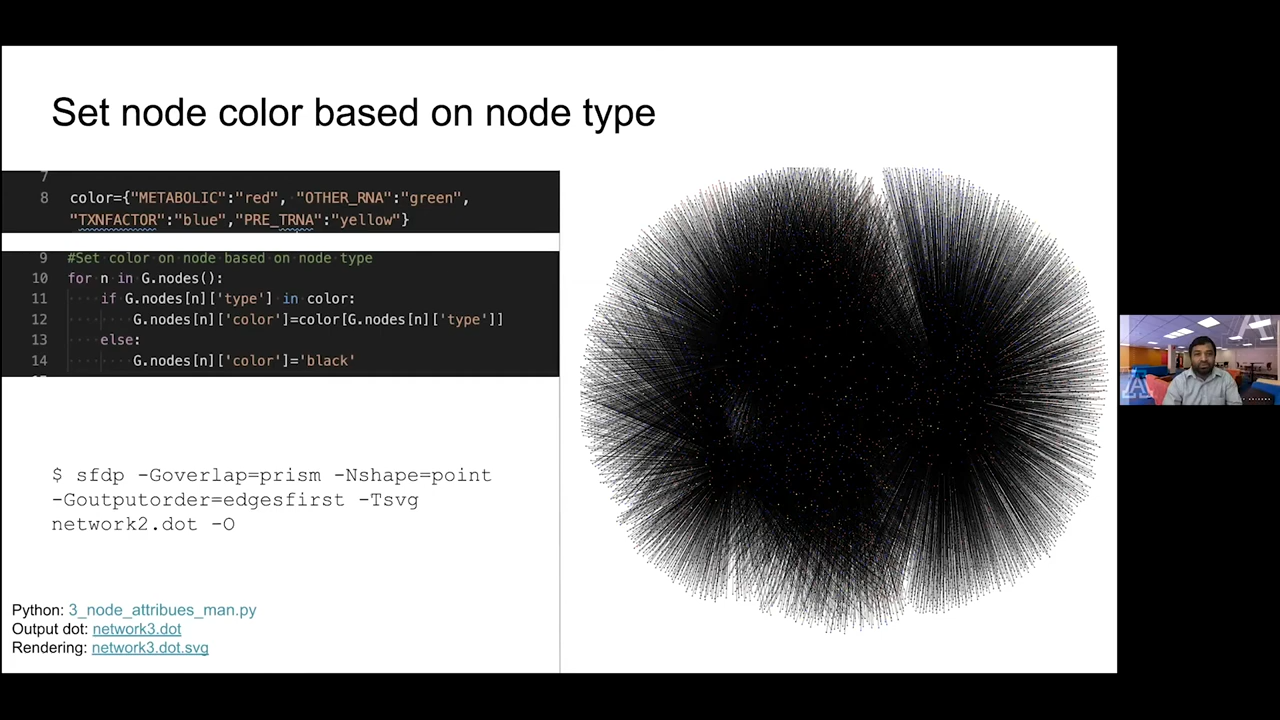 Set node color based on node type
7
8 color={"METABOLIC":"red", "OTHER_RNA":"green",
"TXNFACTOR":"blue","PRE_TRNA":"yellow"}
9 #Set color on node based on node type
10 for n in G.nodes():
11 if G.nodes[n]['type'] in color:
12 G.nodes[n]['color']=color[G.nodes[n]['type']]
13 else:
14 G.nodes[n]['color']='black'
$ sfdp -Goverlap=prism -Nshape=point
-Goutputorder=edgesfirst -Tsvg
network2.dot -O
Python: 3_node_attribues_man.py
Output dot: network3.dot
Rendering: network3.dot.svg
A
A